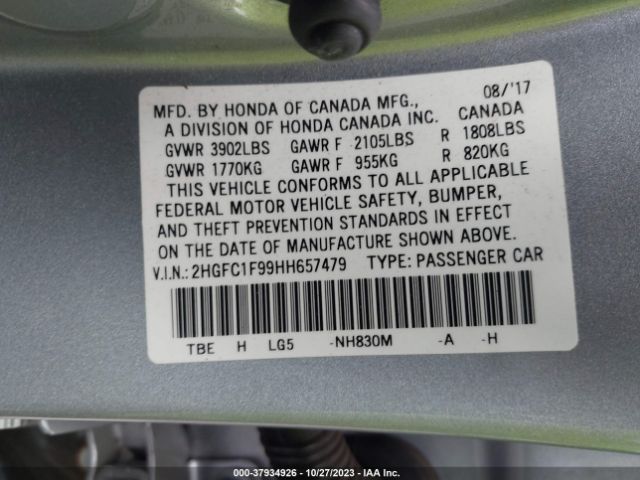 08/'17
MFD. BY HONDA OF CANADA MFG.,
A DIVISION OF HONDA CANADA INC. CANADA
GVWR 3902LBS GAWR F 2105LBS R 1808LBS
GVWR 1770KG GAWR F 955KG R 820KG
THIS VEHICLE CONFORMS TO ALL APPLICABLE
FEDERAL MOTOR VEHICLE SAFETY, BUMPER,
AND THEFT PREVENTION STANDARDS IN EFFECT
ON THE DATE OF MANUFACTURE SHOWN ABOVE.
V.I.N.: 2HGFC1F99HH657479 TYPE: PASSENGER CAR
TBE H LG5 -NH830M -A -H
000-37934926 | 10/27/2023 | IAA Inc.